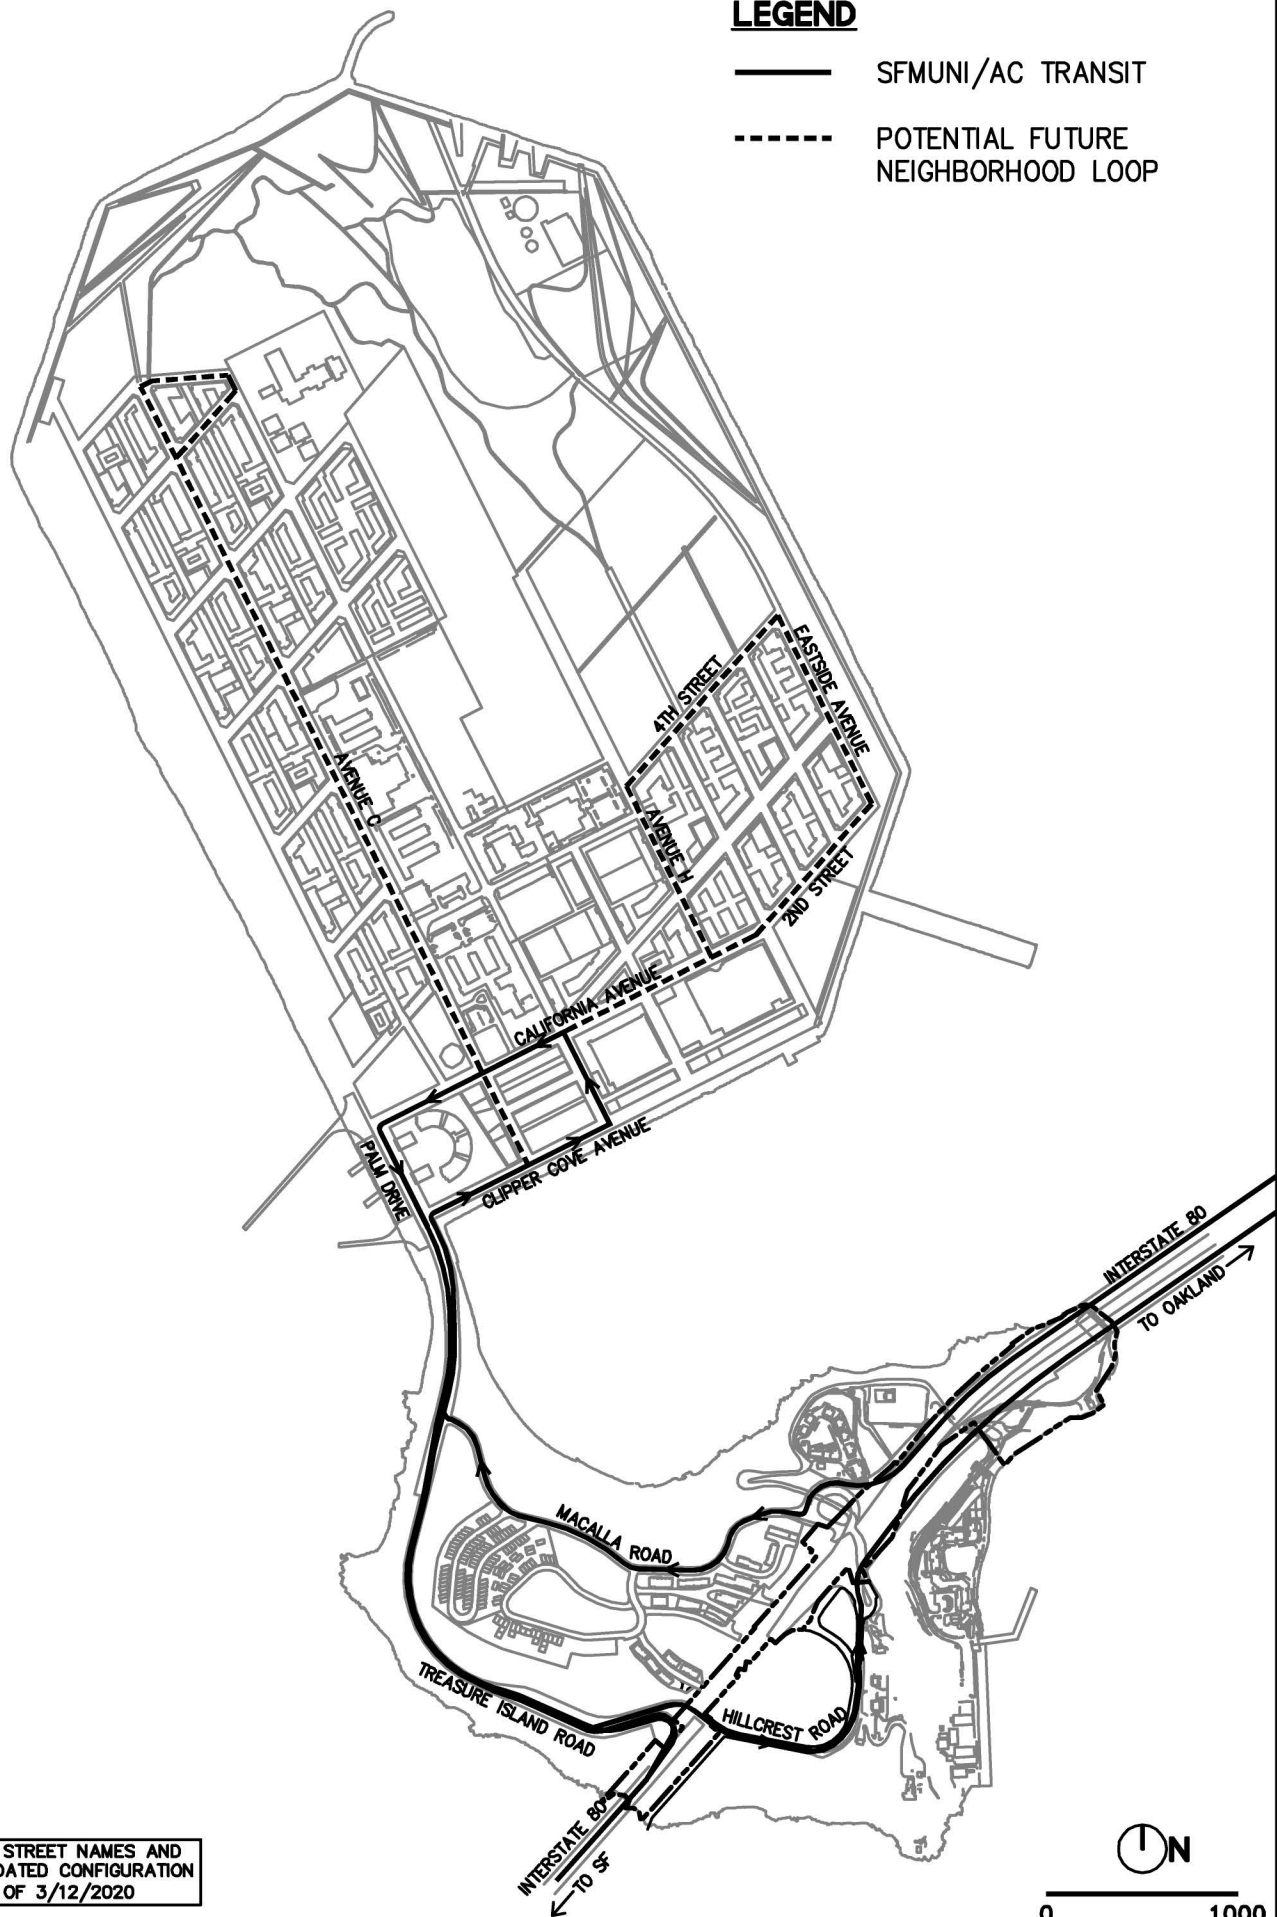 LEGEND
SFMUNI/AC TRANSIT
POTENTIAL FUTURE
NEIGHBORHOOD LOOP
EASTSIDE AVENUE
4TH STREET
AVENUE C
AVENUE H
2ND STREET
CALIFORNIA AVENUE
CLIPPER COVE AVENUE
PALM DRIVE
INTERSTATE 80
TO OAKLAND
MACALLA ROAD
TREASURE ISLAND ROAD
HILLCREST ROAD
INTERSTATE 80
TO SF
STREET NAMES AND
CONFIGURATION
OF 3/12/2020
N
0 1000